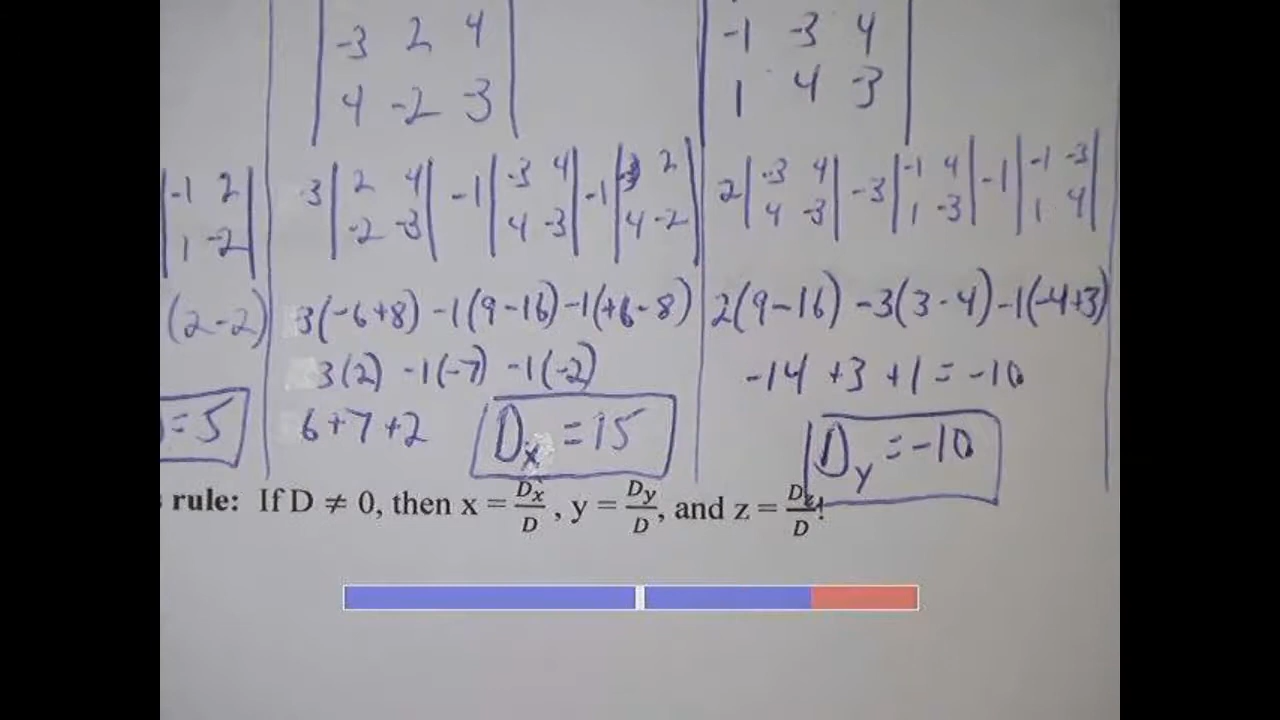 -3 2 4
4 -2 -3
-1 -3 4
1 4 -3
-1 2
1 -2
3 | 2 4 | -1 | -3 4 | -1 | -3 2 |
-2 -3 4 -3 4 -2
2 | -3 4 | -3 | -1 4 | -1 | -1 -3 |
4 -3 1 -3 1 4
(2-2)
3(-6+8) -1(9-16) -1(+6-8)
2(9-16) -3(3-4) -1(-4+3)
3(2) -1(-7) -1(-2)
-14 +3 +1 = -10
= 5
6+7+2
Dx = 15
Dy = -10
rule: If D ≠ 0, then x = Dx/D , y = Dy/D, and z = Dz/D!